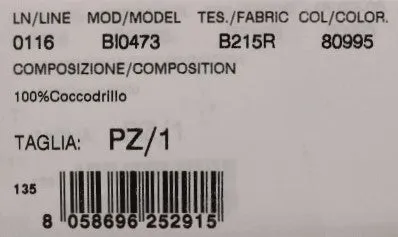 LN/LINE MOD/MODEL TES./FABRIC COL/COLOR.
0116 BI0473 B215R 80995
COMPOSIZIONE/COMPOSITION
100%Coccodrillo
TAGLIA: PZ/1
135
8 058696 252915